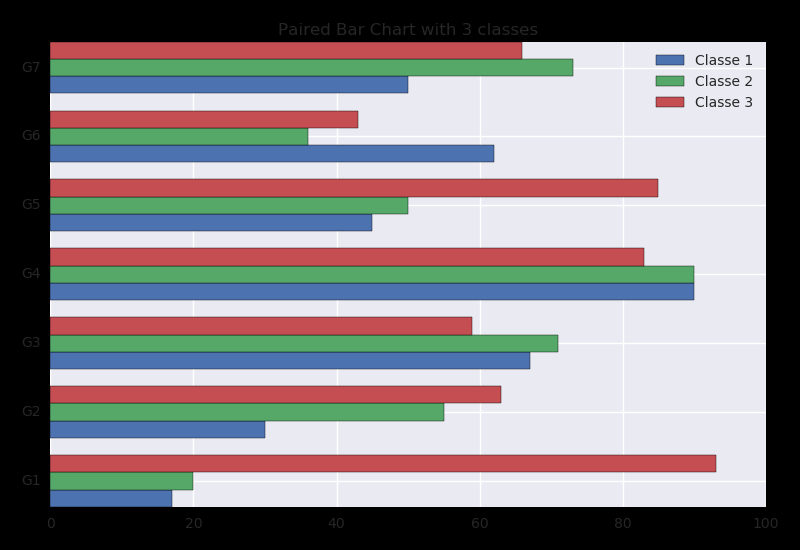 Paired Bar Chart with 3 classes
Classe 1
Classe 2
Classe 3
G7
G6
G5
G4
G3
G2
G1
0 20 40 60 80 100